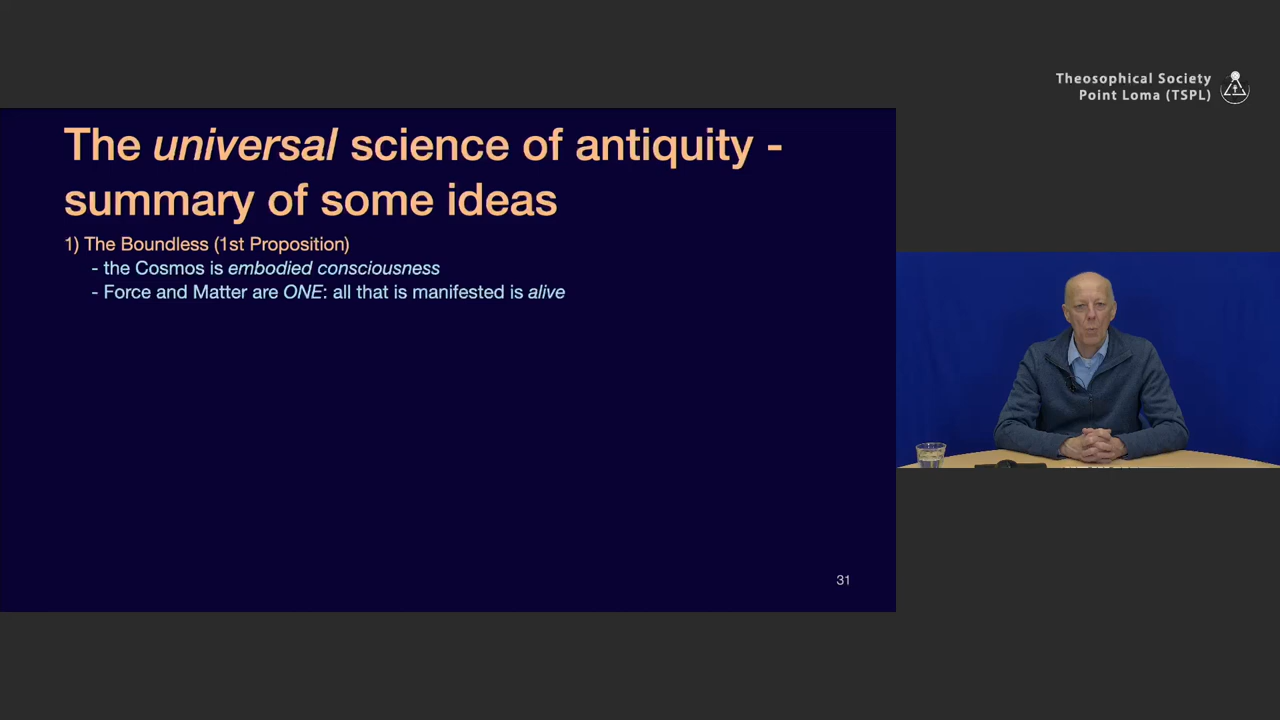 Theosophical Society
Point Loma (TSPL)
The universal science of antiquity -
summary of some ideas
1) The Boundless (1st Proposition)
- the Cosmos is embodied consciousness
- Force and Matter are ONE: all that is manifested is alive
31